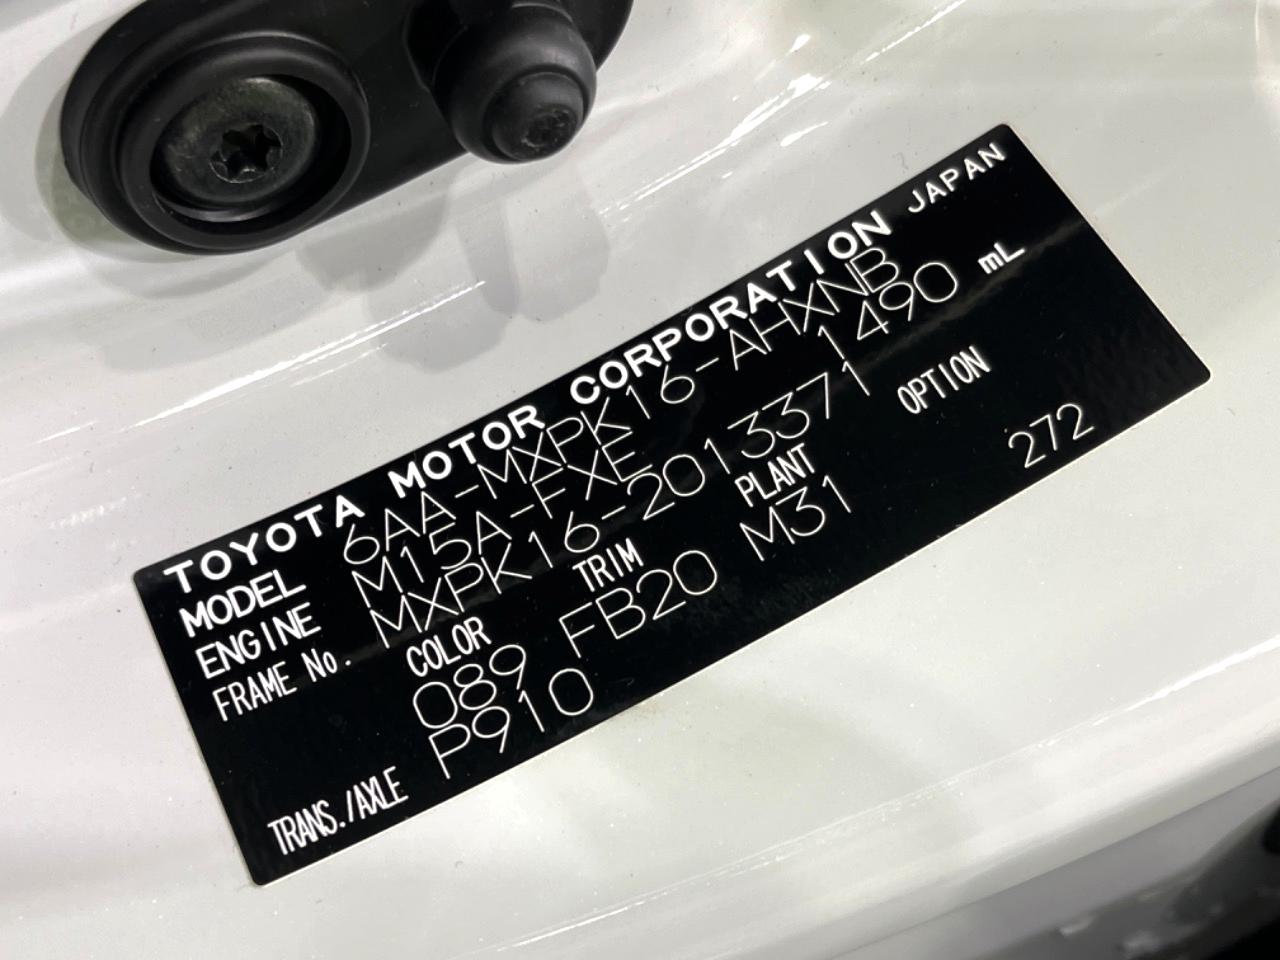 TOYOTA MOTOR CORPORATION JAPAN
MODEL 6AA-MXPK16-AHXNB
ENGINE M15A-FXE 1490 mL
FRAME No. MXPK16-2013371
COLOR TRIM PLANT OPTION
089 FB20 M31 272
TRANS./AXLE P910